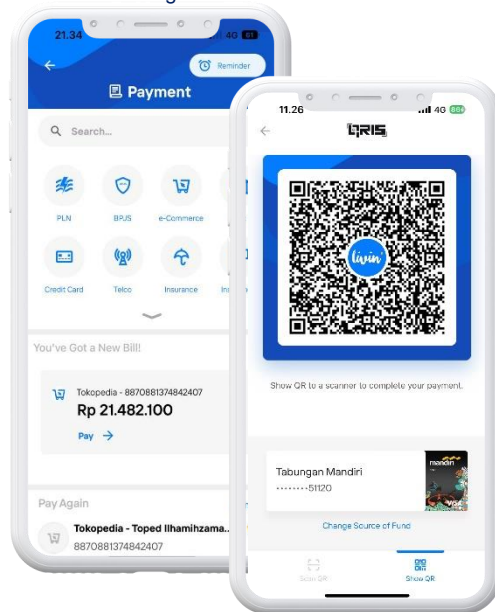 21.34
4G 87
Reminder
Payment
Search...
PLN
BPJS
e-Commerce
Credit Card
Telco
Insurance
You've Got a New Bill!
Tokopedia - 8870881374842407
Rp 21.482.100
Pay
Pay Again
Tokopedia - Toped Ilhamihzama..
8870881374842407
11.26
4G
QRIS
livin'
Show QR to a scanner to complete your payment.
Tabungan Mandiri
········51120
mandiri
VISA
Change Source of Fund
Scan QR
Show QR